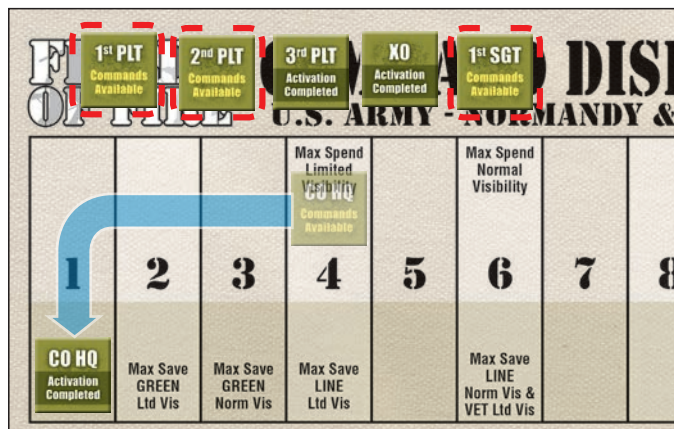 1st PLT
Commands
Available
2nd PLT
Commands
Available
3rd PLT
Activation
Completed
XO
Activation
Completed
1st SGT
Commands
Available
OF
U.S. ARMY - NORMANDY &
Max Spend
Limited
Visibility
Max Spend
Normal
Visibility
CO HQ
Commands
Available
1 2 3 4 5 6 7 8
CO HQ
Activation
Completed
Max Save
GREEN
Ltd Vis
Max Save
GREEN
Norm Vis
Max Save
LINE
Ltd Vis
Max Save
LINE
Norm Vis &
VET Ltd Vis